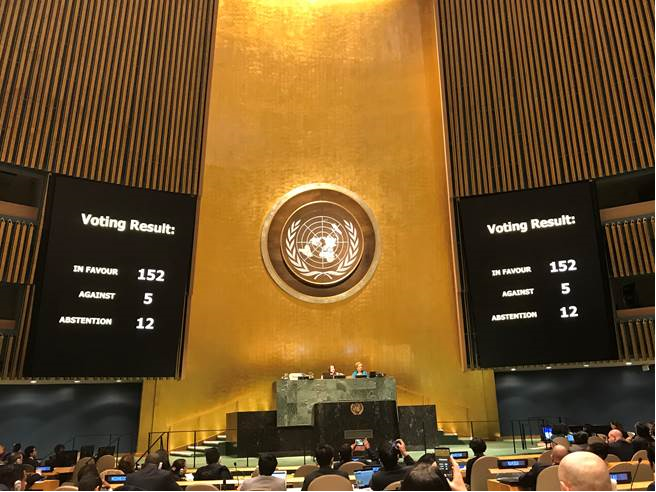 Voting Result:
IN FAVOUR 152
AGAINST 5
ABSTENTION 12
Voting Result:
IN FAVOUR 152
AGAINST 5
ABSTENTION 12